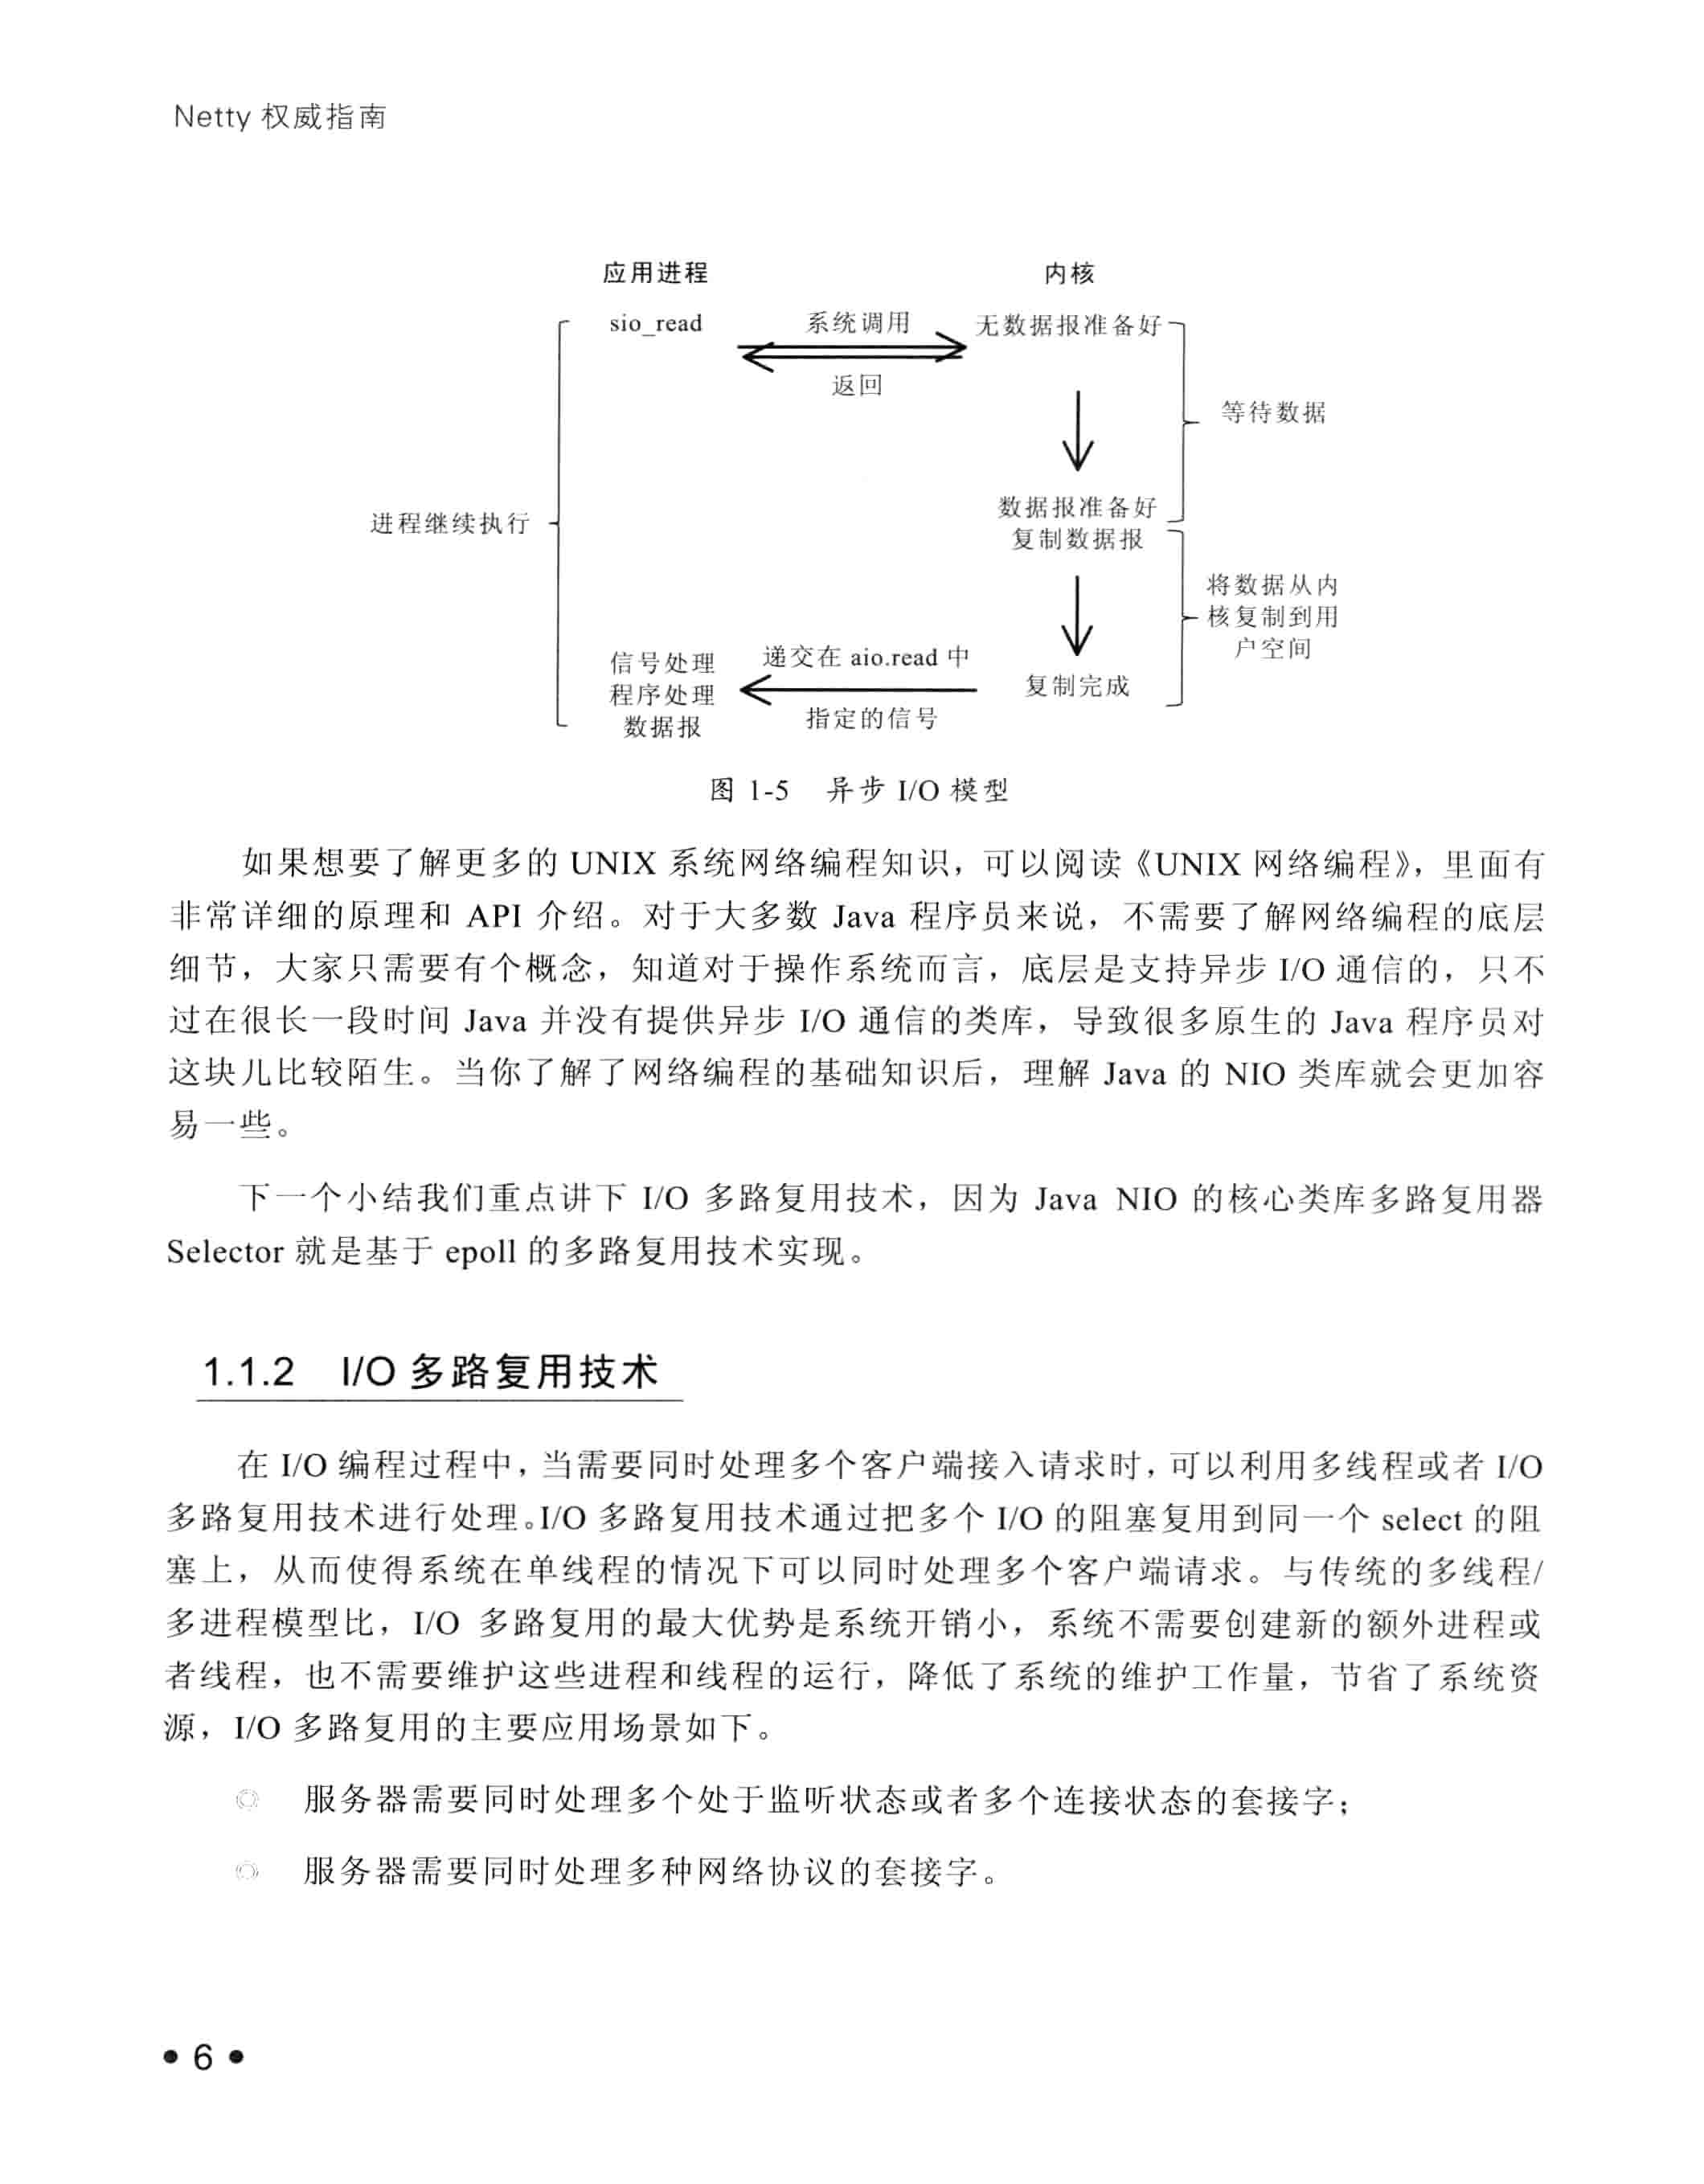 Netty 权威指南
应用进程 内核
sio_read 系统调用 无数据报准备好
返回
等待数据
数据报准备好
进程继续执行
复制数据报
将数据从内
核复制到用
户空间
信号处理 递交在 aio.read 中
程序处理 复制完成
数据报 指定的信号
图 1-5 异步 I/O 模型
如果想要了解更多的 UNIX 系统网络编程知识，可以阅读《UNIX 网络编程》，里面有
非常详细的原理和 API 介绍。对于大多数 Java 程序员来说，不需要了解网络编程的底层
细节，大家只需要有个概念，知道对于操作系统而言，底层是支持异步 I/O 通信的，只不
过在很长一段时间 Java 并没有提供异步 I/O 通信的类库，导致很多原生的 Java 程序员对
这块儿比较陌生。当你了解了网络编程的基础知识后，理解 Java 的 NIO 类库就会更加容
易一些。
下一个小结我们重点讲下 I/O 多路复用技术，因为 Java NIO 的核心类库多路复用器
Selector 就是基于 epoll 的多路复用技术实现。
1.1.2 I/O 多路复用技术
在 I/O 编程过程中，当需要同时处理多个客户端接入请求时，可以利用多线程或者 I/O
多路复用技术进行处理。I/O 多路复用技术通过把多个 I/O 的阻塞复用到同一个 select 的阻
塞上，从而使得系统在单线程的情况下可以同时处理多个客户端请求。与传统的多线程/
多进程模型比，I/O 多路复用的最大优势是系统开销小，系统不需要创建新的额外进程或
者线程，也不需要维护这些进程和线程的运行，降低了系统的维护工作量，节省了系统资
源，I/O 多路复用的主要应用场景如下。
◎ 服务器需要同时处理多个处于监听状态或者多个连接状态的套接字；
◎ 服务器需要同时处理多种网络协议的套接字。
• 6 •